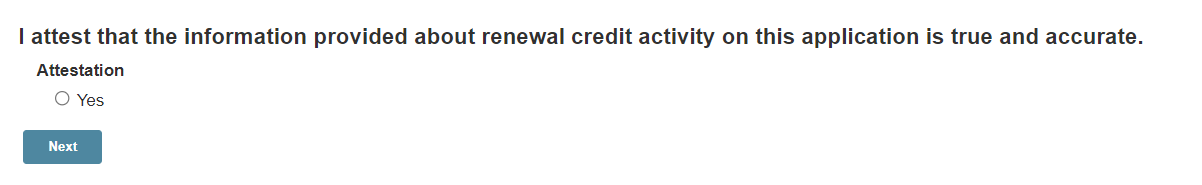 I attest that the information provided about renewal credit activity on this application is true and accurate.
Attestation
Yes
Next